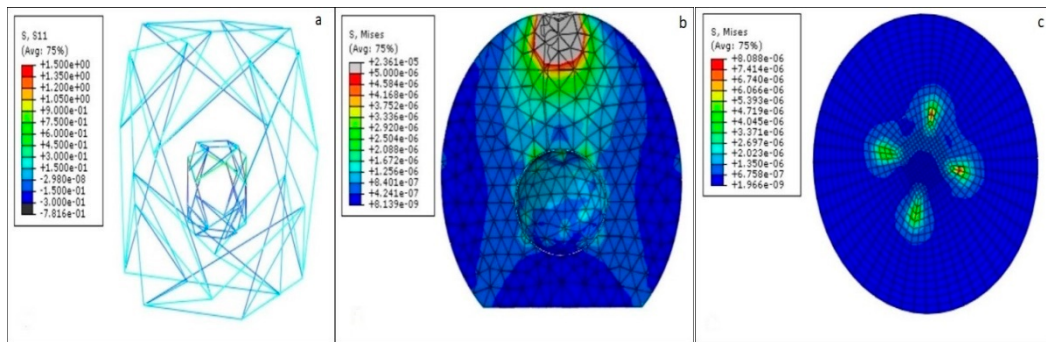 S, S11
(Avg: 75%)
+1.500e+00
+1.350e+00
+1.200e+00
+1.050e+00
+9.000e-01
+7.500e-01
+6.000e-01
+4.500e-01
+3.000e-01
+1.500e-01
-2.980e-08
-1.500e-01
-3.000e-01
-7.816e-01
a
S, Mises
(Avg: 75%)
+2.361e-05
+5.000e-06
+4.584e-06
+4.168e-06
+3.752e-06
+3.336e-06
+2.920e-06
+2.504e-06
+2.088e-06
+1.672e-06
+1.256e-06
+8.401e-07
+4.241e-07
+8.139e-09
b
S, Mises
(Avg: 75%)
+8.088e-06
+7.414e-06
+6.740e-06
+6.066e-06
+5.393e-06
+4.719e-06
+4.045e-06
+3.371e-06
+2.697e-06
+2.023e-06
+1.350e-06
+6.758e-07
+1.966e-09
c